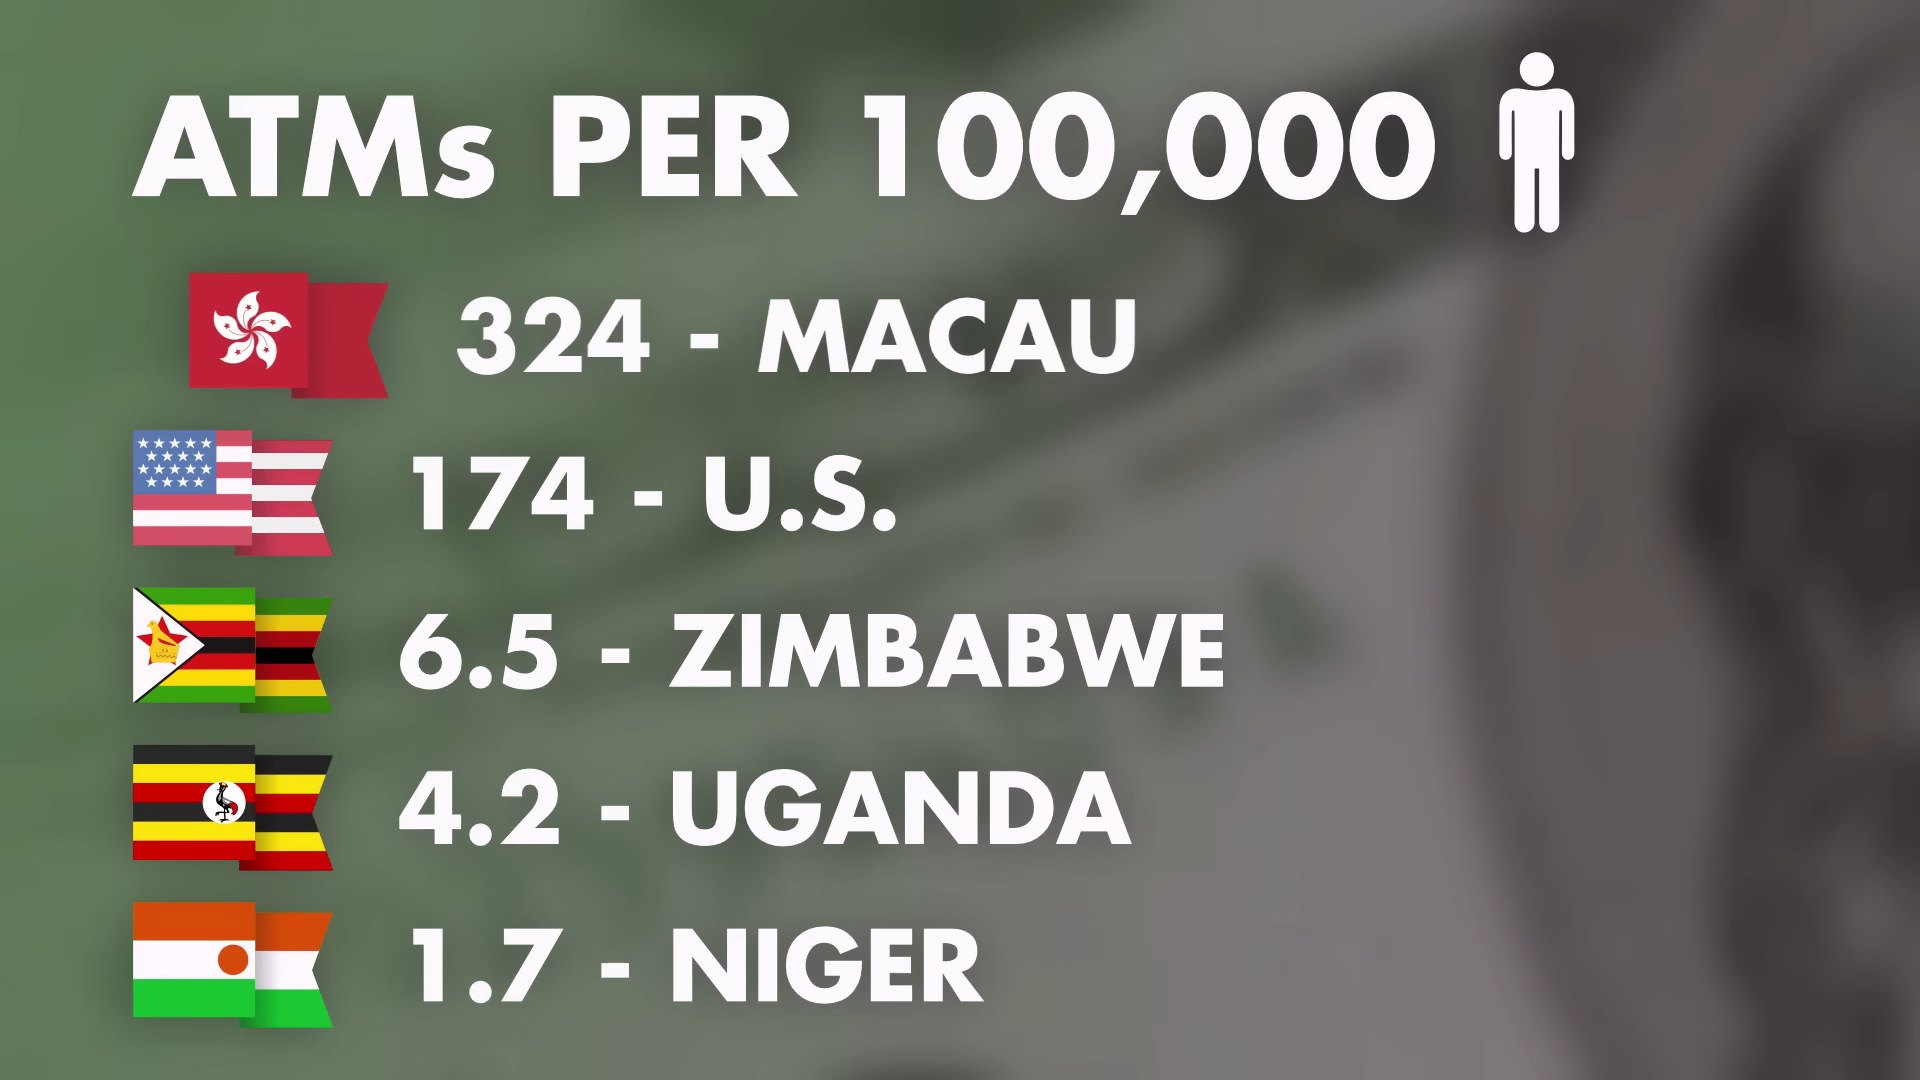 ATMs PER 100,000
324 - MACAU
174 - U.S.
6.5 - ZIMBABWE
4.2 - UGANDA
1.7 - NIGER